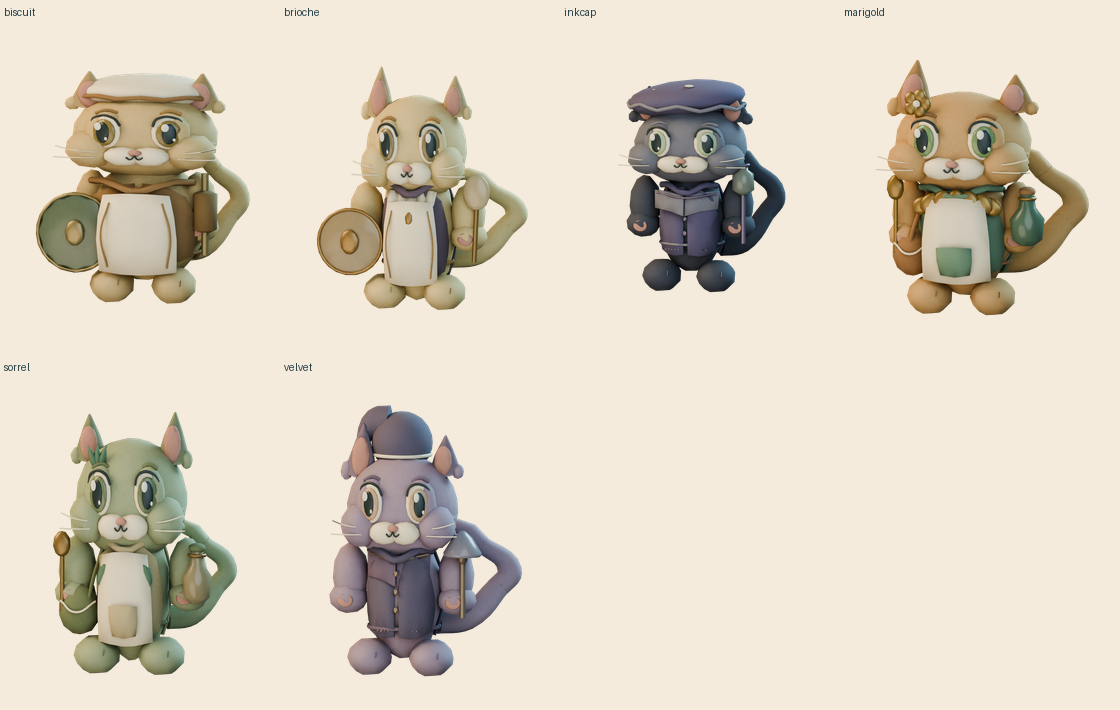 biscuit
brioche
inkcap
marigold
sorrel
velvet